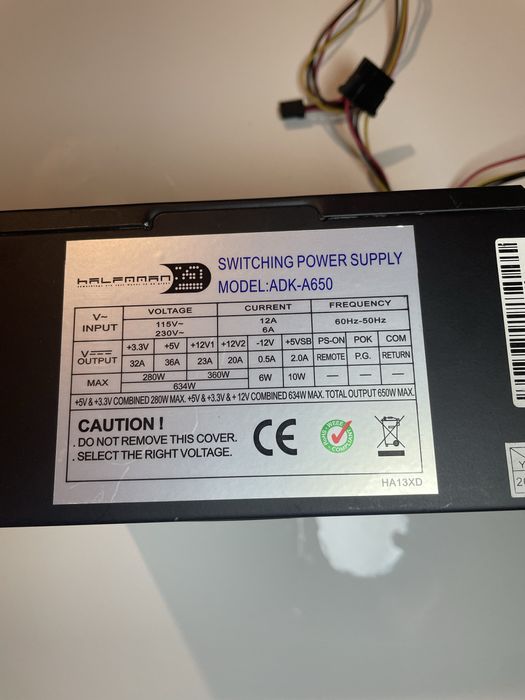 HALFMMAN
SWITCHING POWER SUPPLY
MODEL:ADK-A650
V~ INPUT VOLTAGE CURRENT FREQUENCY
115V~ 12A 60Hz-50Hz
230V~ 6A
V OUTPUT +3.3V +5V +12V1 +12V2 -12V +5VSB PS-ON POK COM
32A 36A 23A 20A 0.5A 2.0A REMOTE P.G. RETURN
MAX 280W 360W 6W 10W — — —
634W
+5V & +3.3V COMBINED 280W MAX. +5V & +3.3V & + 12V COMBINED 634W MAX. TOTAL OUTPUT 650W MAX.
CAUTION !
. DO NOT REMOVE THIS COVER.
. SELECT THE RIGHT VOLTAGE.
CE
HA13XD